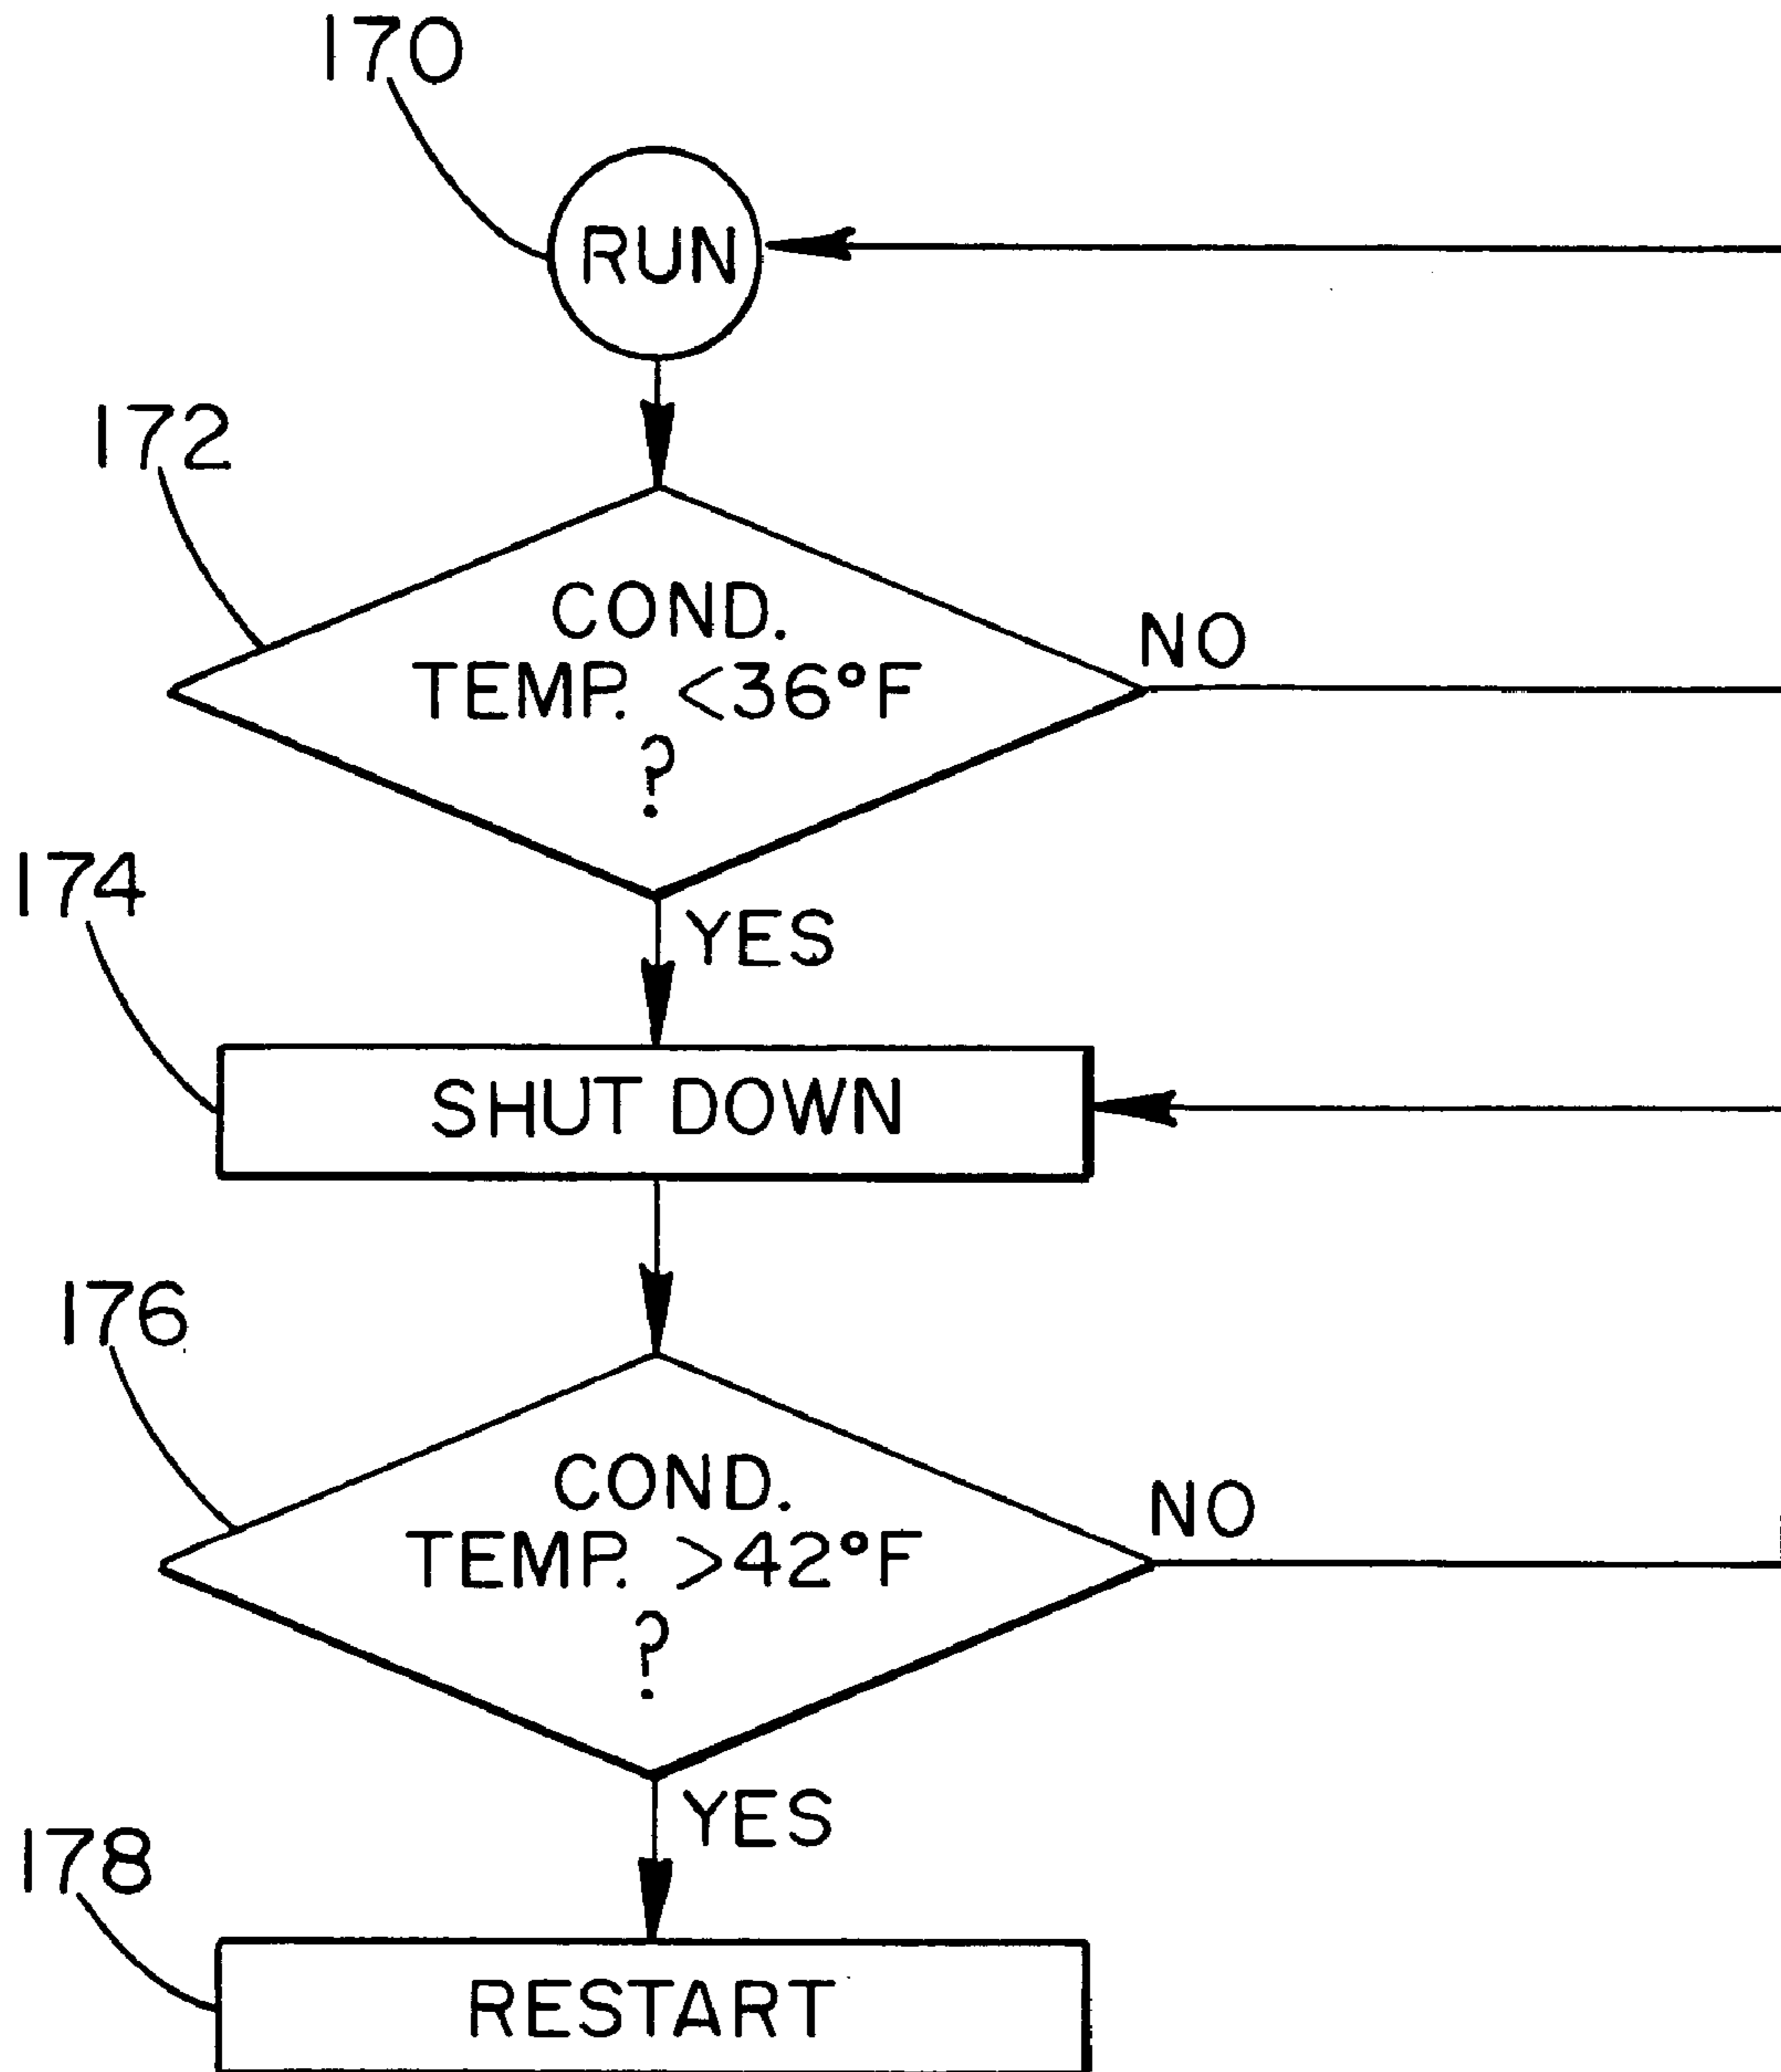 170
RUN
172
COND.
TEMP. <36°F
?
NO
174
YES
SHUT DOWN
176
COND.
TEMP. >42°F
?
NO
YES
178
RESTART